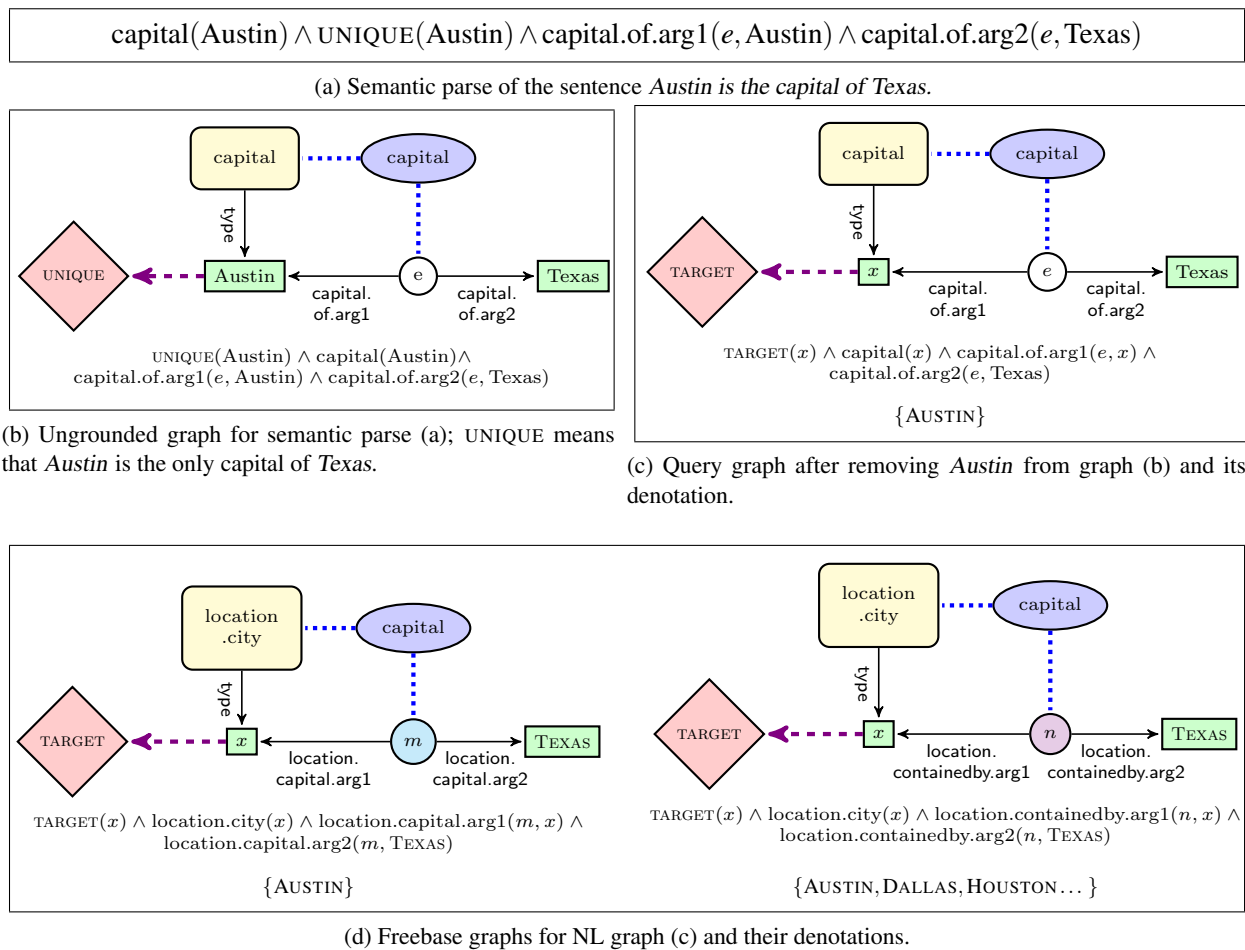 capital(Austin) ∧ UNIQUE(Austin) ∧ capital.of.arg1(e, Austin) ∧ capital.of.arg2(e, Texas)
(a) Semantic parse of the sentence Austin is the capital of Texas.
capital
capital
type
UNIQUE
Austin
e
Texas
capital.
of.arg1
capital.
of.arg2
UNIQUE(Austin) ∧ capital(Austin)∧
capital.of.arg1(e, Austin) ∧ capital.of.arg2(e, Texas)
(b) Ungrounded graph for semantic parse (a); UNIQUE means
that Austin is the only capital of Texas.
capital
capital
type
TARGET
x
e
Texas
capital.
of.arg1
capital.
of.arg2
TARGET(x) ∧ capital(x) ∧ capital.of.arg1(e, x) ∧
capital.of.arg2(e, Texas)
{AUSTIN}
(c) Query graph after removing Austin from graph (b) and its
denotation.
location
.city
capital
type
TARGET
x
m
TEXAS
location.
capital.arg1
location.
capital.arg2
TARGET(x) ∧ location.city(x) ∧ location.capital.arg1(m, x) ∧
location.capital.arg2(m, TEXAS)
{AUSTIN}
location
.city
capital
type
TARGET
x
n
TEXAS
location.
containedby.arg1
location.
containedby.arg2
TARGET(x) ∧ location.city(x) ∧ location.containedby.arg1(n, x) ∧
location.containedby.arg2(n, TEXAS)
{AUSTIN, DALLAS, HOUSTON... }
(d) Freebase graphs for NL graph (c) and their denotations.